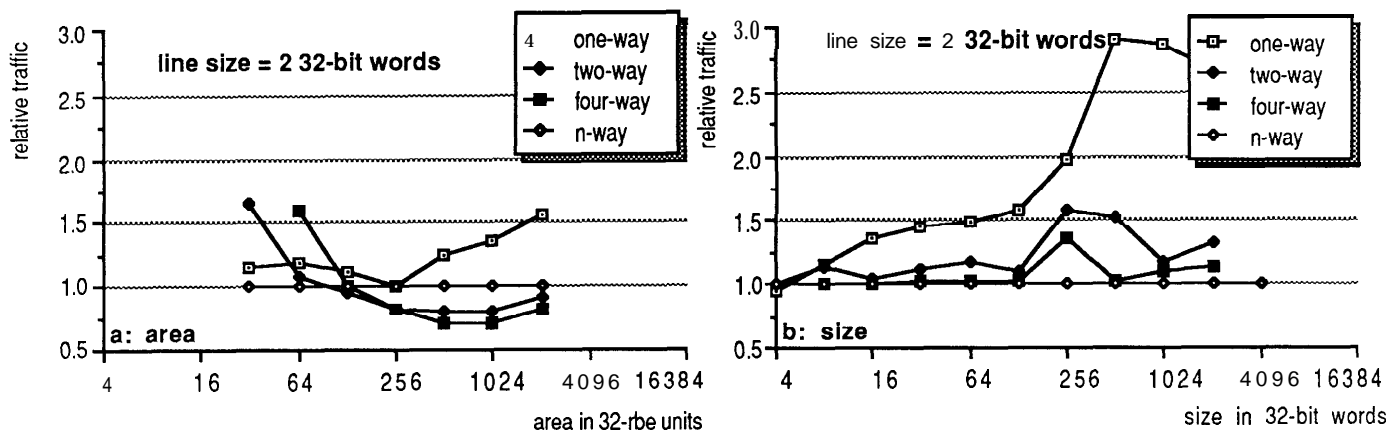 relative traffic
3.0
2.5
2.0
1.5
1.0
0.5
line size = 2 32-bit words
4 one-way
two-way
four-way
n-way
a: area
4 16 64 256 1024 4096 16384
area in 32-rbe units
relative traffic
3.0
2.5
2.0
1.5
1.0
0.5
line size = 2 32-bit words
one-way
two-way
four-way
n-way
b: size
4 16 64 256 1024 4096 16384
size in 32-bit words